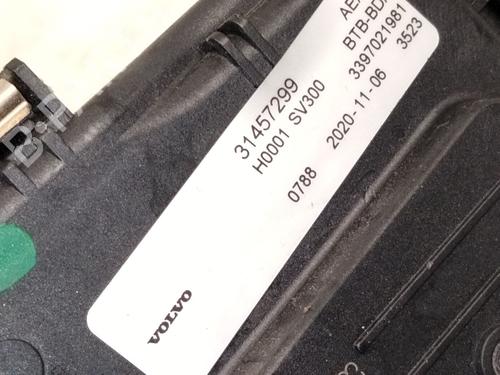 AE
BTB-BD
31457299
3397021981
H0001 SV300
3523
0788
2020-11-06
VOLVO
B-P